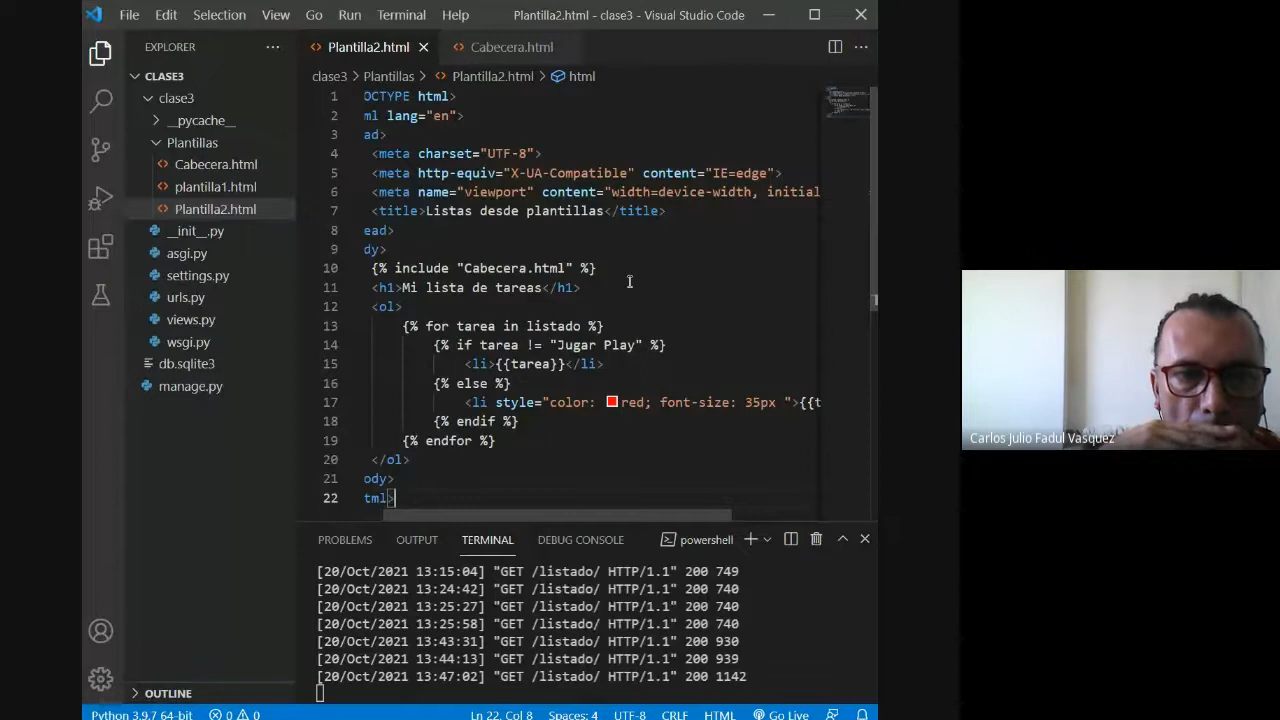 File Edit Selection View Go Run Terminal Help Plantilla2.html - clase3 - Visual Studio Code
EXPLORER
Plantilla2.html
Cabecera.html
CLASE3
clase3
__pycache__
Plantillas
Cabecera.html
plantilla1.html
Plantilla2.html
__init__.py
asgi.py
settings.py
urls.py
views.py
wsgi.py
db.sqlite3
manage.py
OUTLINE
clase3 > Plantillas > Plantilla2.html > html
1 OCTYPE html>
2 ml lang="en">
3 ad>
4 <meta charset="UTF-8">
5 <meta http-equiv="X-UA-Compatible" content="IE=edge">
6 <meta name="viewport" content="width=device-width, initial
7 <title>Listas desde plantillas</title>
8 ead>
9 dy>
10 {% include "Cabecera.html" %}
11 <h1>Mi lista de tareas</h1>
12 <ol>
13 {% for tarea in listado %}
14 {% if tarea != "Jugar Play" %}
15 <li>{{tarea}}</li>
16 {% else %}
17 <li style="color: red; font-size: 35px ">{{t
18 {% endif %}
19 {% endfor %}
20 </ol>
21 ody>
22 tml>
PROBLEMS OUTPUT TERMINAL DEBUG CONSOLE powershell
[20/Oct/2021 13:15:04] "GET /listado/ HTTP/1.1" 200 749
[20/Oct/2021 13:24:42] "GET /listado/ HTTP/1.1" 200 740
[20/Oct/2021 13:25:27] "GET /listado/ HTTP/1.1" 200 740
[20/Oct/2021 13:25:58] "GET /listado/ HTTP/1.1" 200 740
[20/Oct/2021 13:43:31] "GET /listado/ HTTP/1.1" 200 930
[20/Oct/2021 13:44:13] "GET /listado/ HTTP/1.1" 200 939
[20/Oct/2021 13:47:02] "GET /listado/ HTTP/1.1" 200 1142
Python 3.9.7 64-bit 0 0 Ln 22, Col 8 Spaces: 4 UTF-8 CRLF HTML Go Live
Carlos Julio Fadul Vasquez